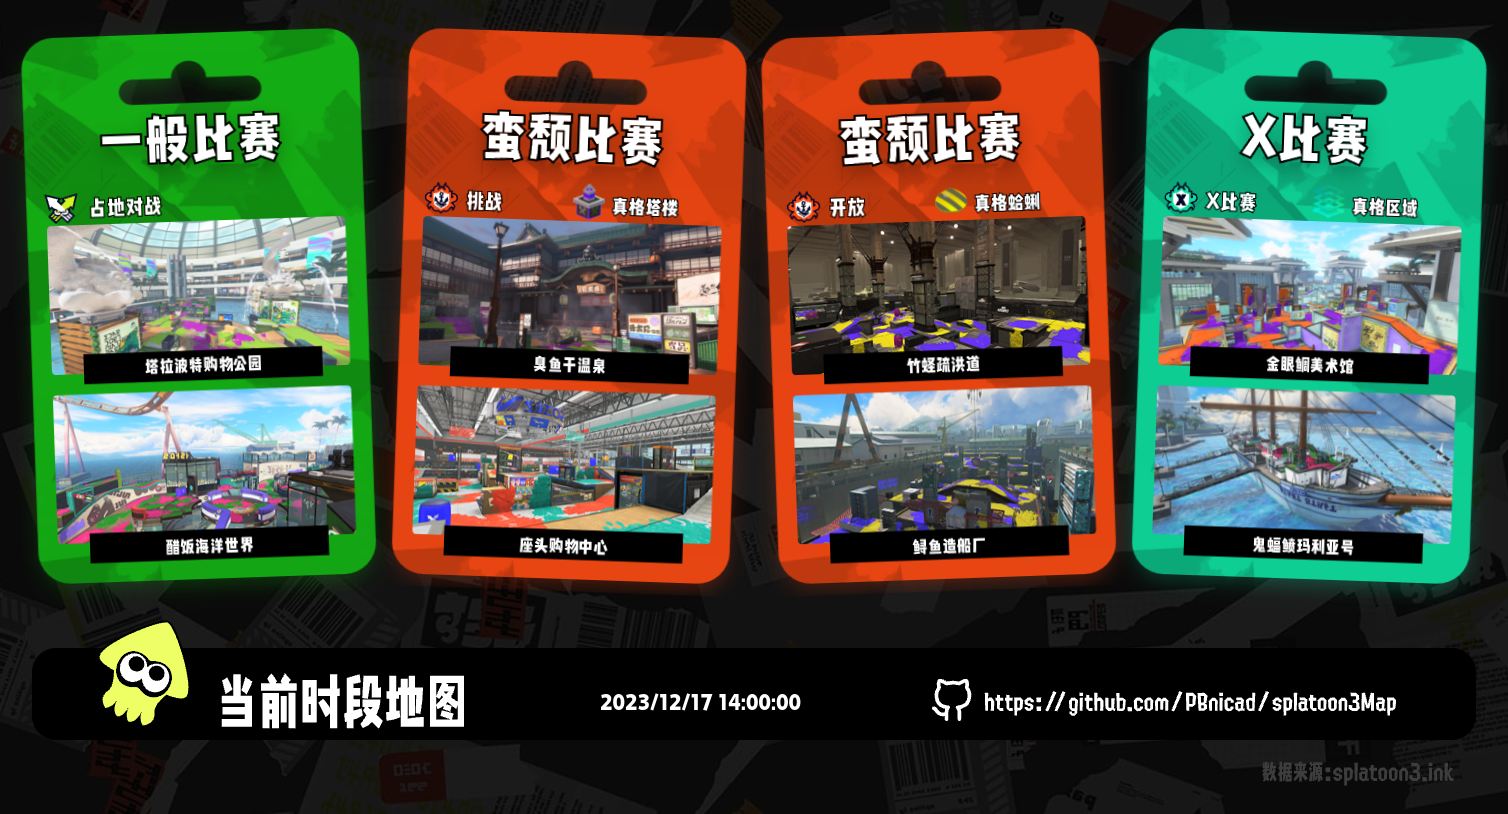 一般比赛
占地对战
塔拉波特购物公园
醋饭海洋世界
蛮颓比赛
挑战
真格塔楼
臭鱼干温泉
座头购物中心
蛮颓比赛
开放
真格蛤蜊
竹蛏疏洪道
鲟鱼造船厂
X比赛
X比赛
真格区域
金眼鲷美术馆
鬼蝠鲼玛利亚号
当前时段地图
2023/12/17 14:00:00
https://github.com/PBnicad/splatoon3Map
数据来源:splatoon3.ink